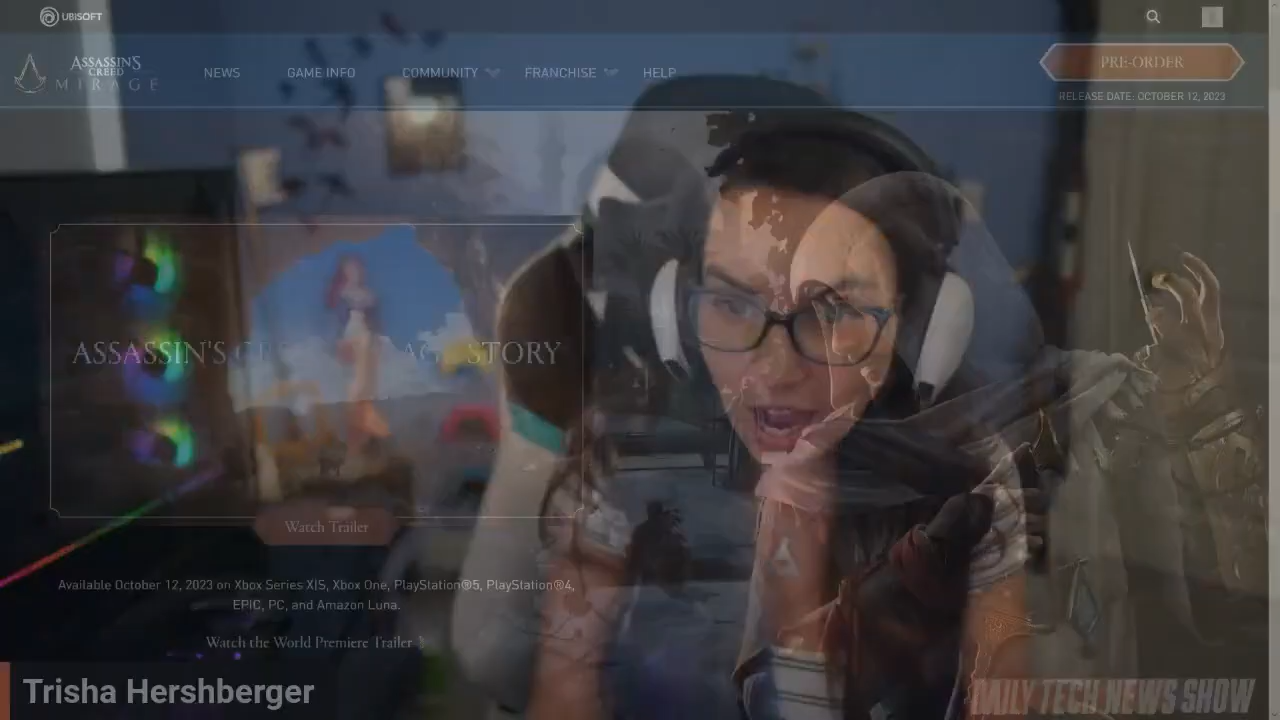 UBISOFT
ASSASSIN'S
CREED
MIRAGE
NEWS
GAME INFO
COMMUNITY
FRANCHISE
HELP
PRE-ORDER
RELEASE DATE: OCTOBER 12, 2023
ASSASSIN'S STORY
Watch Trailer
Available October 12, 2023 on Xbox Series X|S, Xbox One, PlayStation®5, PlayStation®4,
EPIC, PC, and Amazon Luna.
Watch the World Premiere Trailer
Trisha Hershberger
DAILY TECH NEWS SHOW